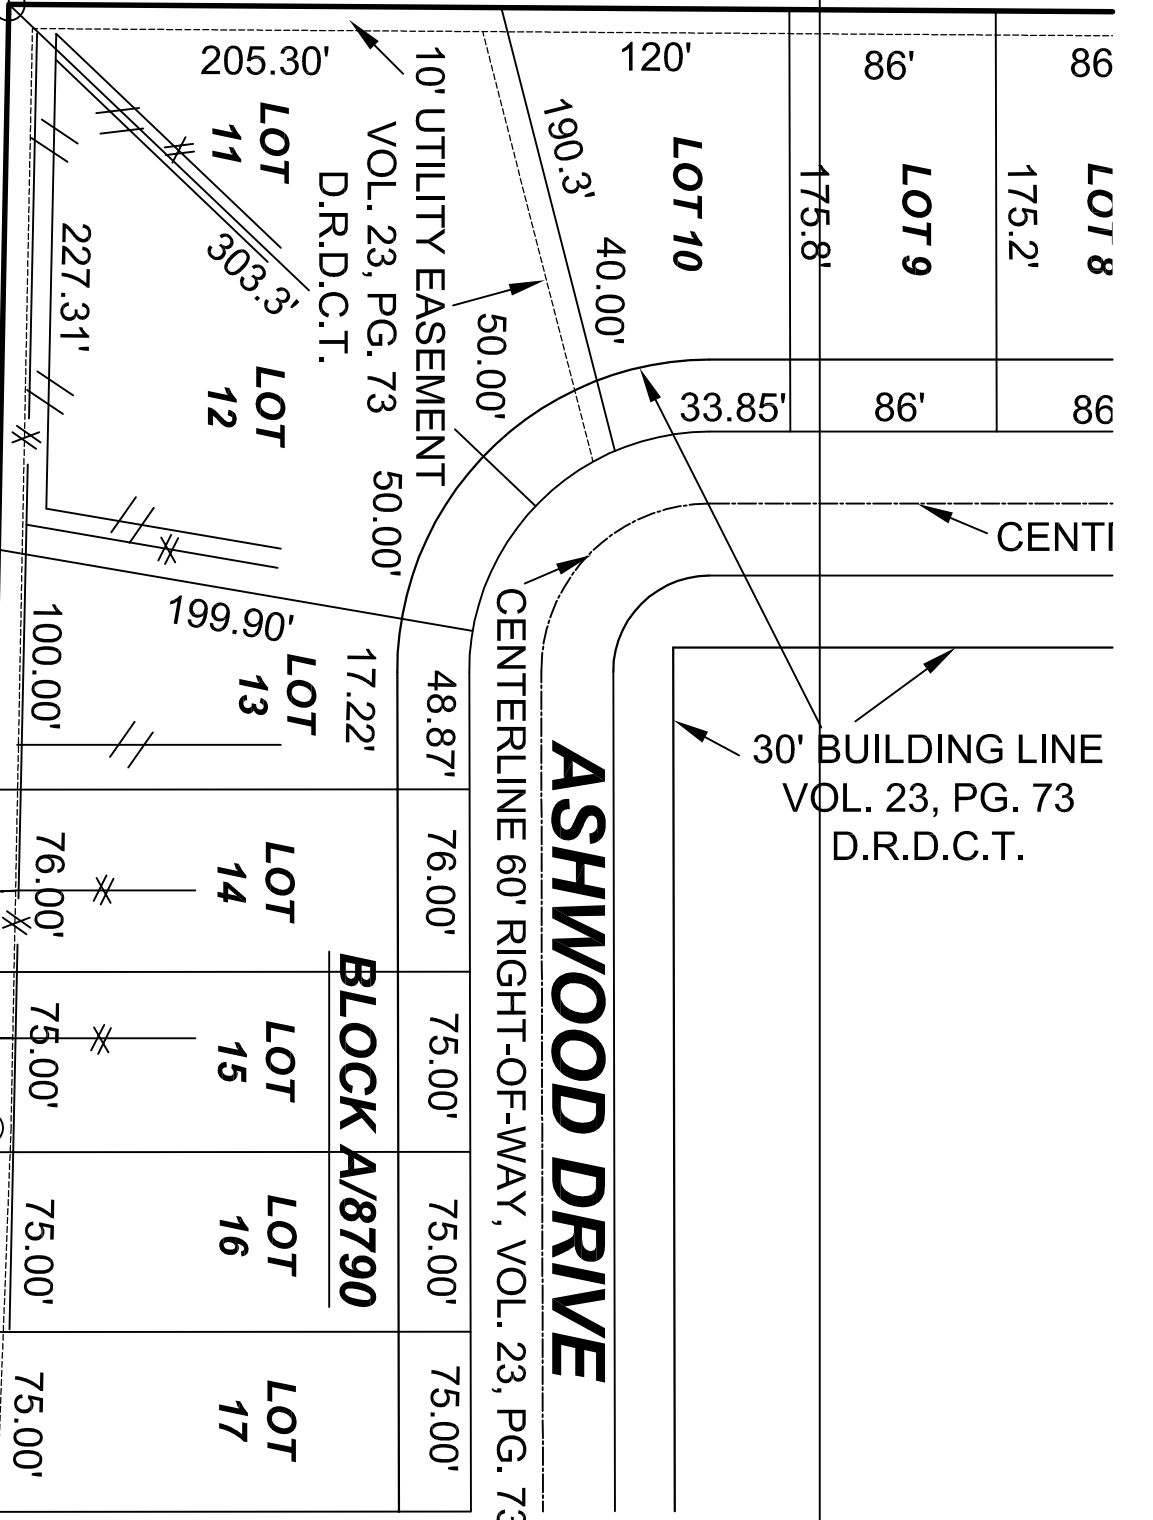 205.30'
120'
86'
86
10' UTILITY EASEMENT
VOL. 23, PG. 73
D.R.D.C.T.
LOT
11
190.3'
LOT 10
175.8'
LOT 9
175.2'
LOT 8
227.31'
303.3'
40.00'
50.00'
LOT
12
33.85'
86'
86
50.00'
CENT
199.90'
100.00'
LOT
13
17.22'
48.87'
CENTERLINE 60' RIGHT-OF-WAY, VOL. 23, PG. 73
ASHWOOD DRIVE
30' BUILDING LINE
VOL. 23, PG. 73
D.R.D.C.T.
76.00'
LOT
14
76.00'
BLOCK A/8790
75.00'
LOT
15
75.00'
75.00'
LOT
16
75.00'
75.00'
LOT
17
75.00'